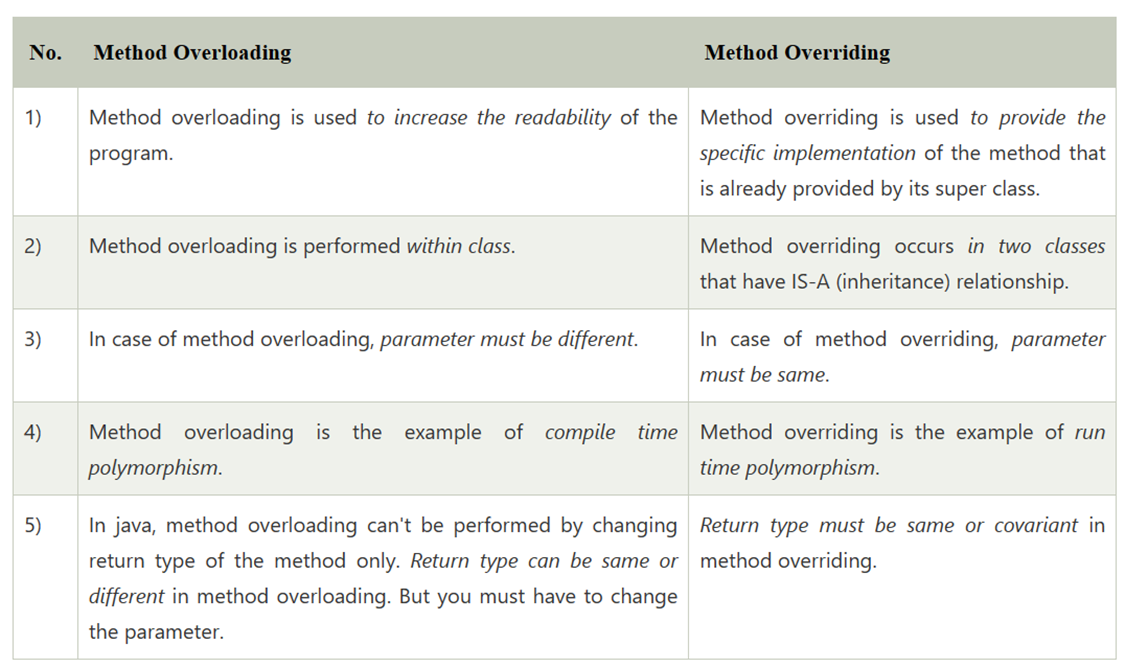 No. Method Overloading Method Overriding
1) Method overloading is used to increase the readability of the
program.
Method overriding is used to provide the
specific implementation of the method that
is already provided by its super class.
2) Method overloading is performed within class.
Method overriding occurs in two classes
that have IS-A (inheritance) relationship.
3) In case of method overloading, parameter must be different.
In case of method overriding, parameter
must be same.
4) Method overloading is the example of compile time
polymorphism.
Method overriding is the example of run
time polymorphism.
5) In java, method overloading can't be performed by changing
return type of the method only. Return type can be same or
different in method overloading. But you must have to change
the parameter.
Return type must be same or covariant in
method overriding.